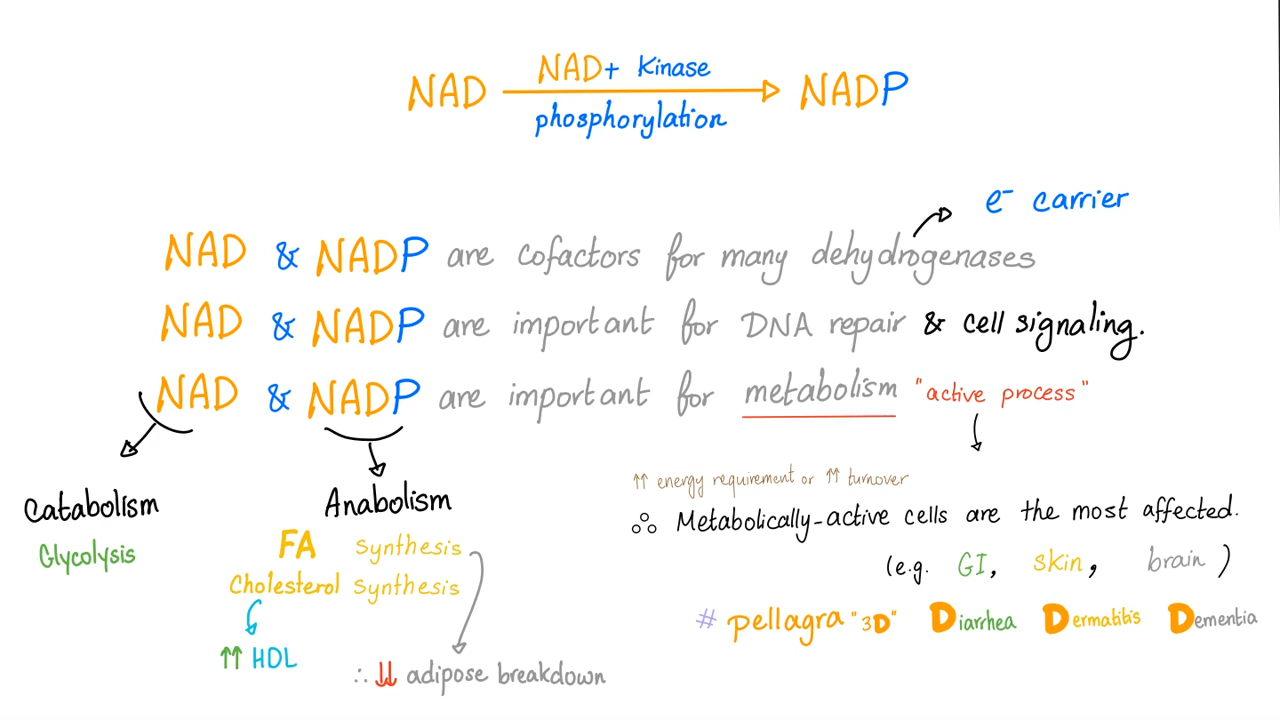 NAD NAD+ Kinase NADP
phosphorylation
e⁻ carrier
NAD & NADP are cofactors for many dehydrogenases
NAD & NADP are important for DNA repair & cell signaling.
NAD & NADP are important for metabolism "active process"
↑↑ energy requirement or ↑↑ turnover
Catabolism
Glycolysis
Anabolism
FA Synthesis
Cholesterol Synthesis
↑↑ HDL
∴ ↓↓ adipose breakdown
∴ Metabolically-active cells are the most affected.
(e.g. GI, skin, brain)
# pellagra "3D" Diarrhea Dermatitis Dementia